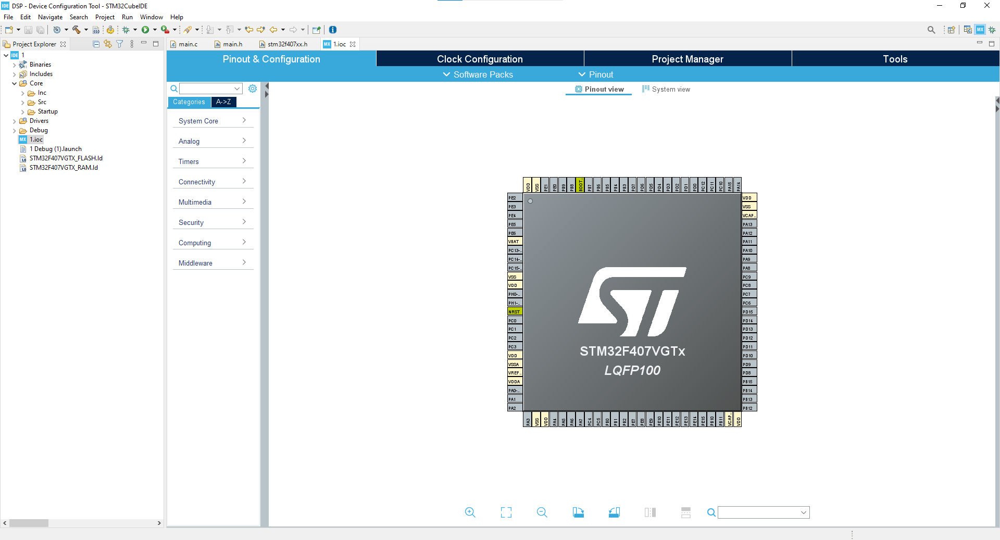 IDE DSP - Device Configuration Tool - STM32CubeIDE
File Edit Navigate Search Project Run Window Help
Project Explorer
main.c main.h stm32f407xx.h MX 1.ioc
IDE 1
Binaries
Includes
Core
Inc
Src
Startup
Drivers
Debug
MX 1.ioc
1 Debug (1).launch
STM32F407VGTX_FLASH.ld
STM32F407VGTX_RAM.ld
Pinout & Configuration Clock Configuration Project Manager Tools
Software Packs Pinout
Pinout view System view
Categories A->Z
System Core
Analog
Timers
Connectivity
Multimedia
Security
Computing
Middleware
VDD VSS PE1 PE0 PB9 PB8 BOOT.. PB7 PB6 PB5 PB4 PB3 PD7 PD6 PD5 PD4 PD3 PD2 PD1 PD0 PC12 PC11 PC10 PA15 PA14
PE2
PE3
PE4
PE5
PE6
VBAT
PC13-..
PC14-..
PC15-..
VSS
VDD
PH0-..
PH1-..
NRST
PC0
PC1
PC2
PC3
VDD
VSSA
VREF..
VDDA
PA0-..
PA1
PA2
ST
STM32F407VGTx
LQFP100
VDD
VSS
VCAP..
PA13
PA12
PA11
PA10
PA9
PA8
PC9
PC8
PC7
PC6
PD15
PD14
PD13
PD12
PD11
PD10
PD9
PD8
PB15
PB14
PB13
PB12
PA3 VSS VDD PA4 PA5 PA6 PA7 PC4 PC5 PB0 PB1 PB2 PE7 PE8 PE9 PE10 PE11 PE12 PE13 PE14 PE15 PB10 PB11 VCAP.. VDD